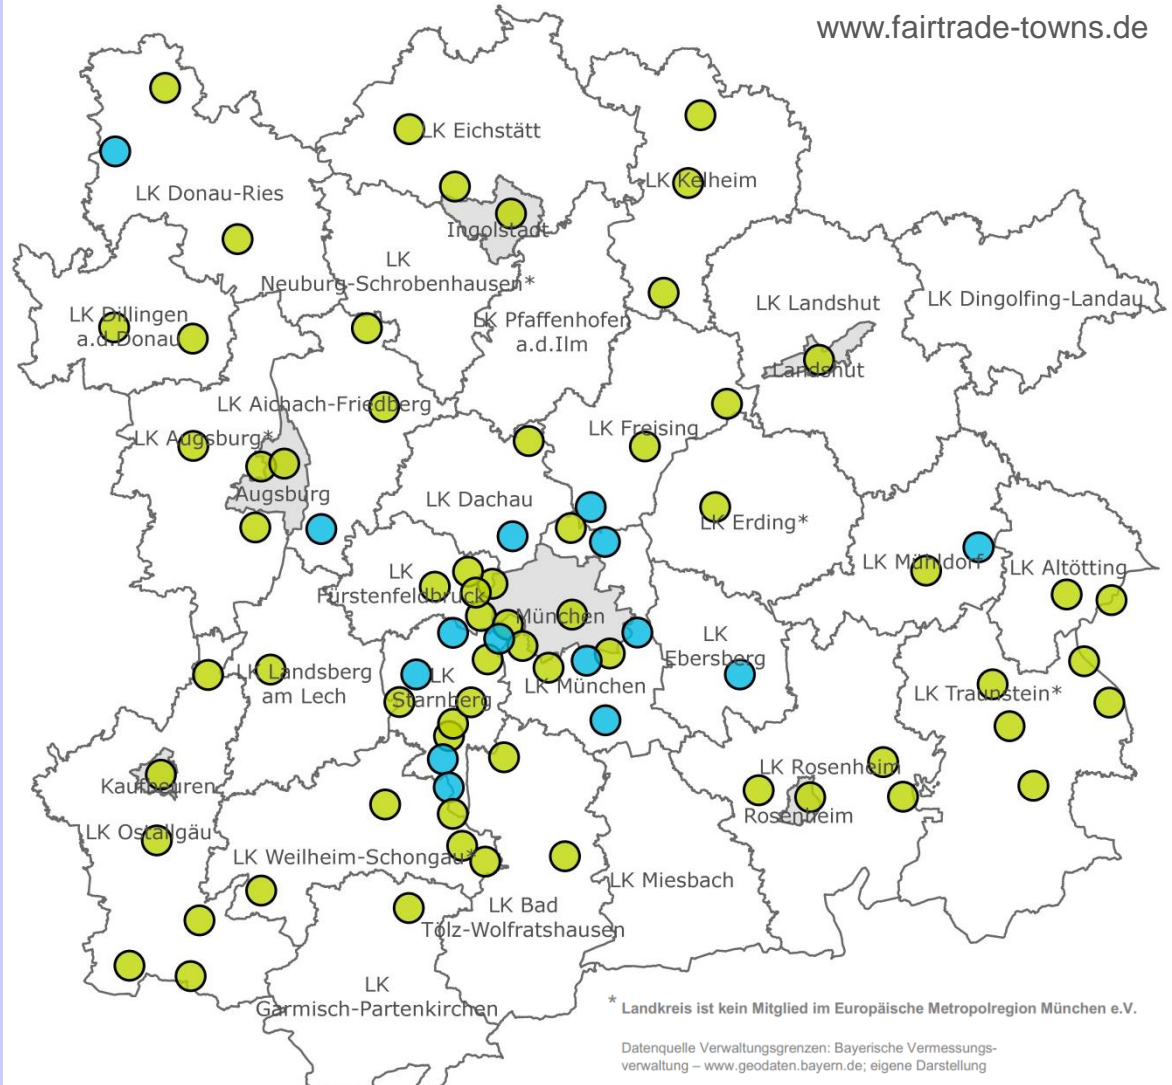 www.fairtrade-towns.de
LK Eichstätt
LK Kelheim
LK Donau-Ries
Ingolstadt
LK
Neuburg-Schrobenhausen*
LK Landshut
LK Dingolfing-Landau
LK Dillingen
a.d.Donau
LK Pfaffenhofen
a.d.Ilm
Landshut
LK Aichach-Friedberg
LK Freising
LK Augsburg*
Augsburg
LK Dachau
LK Erding*
LK Mühldorf
LK Altötting
LK
Fürstenfeldbruck
München
LK
Ebersberg
LK Landsberg
am Lech
LK
Starnberg
LK München
LK Traunstein*
Kaufbeuren
LK Rosenheim
Rosenheim
LK Ostallgäu
LK Weilheim-Schongau*
LK Miesbach
LK Bad
Tölz-Wolfratshausen
LK
Garmisch-Partenkirchen
* Landkreis ist kein Mitglied im Europäische Metropolregion München e.V.
Datenquelle Verwaltungsgrenzen: Bayerische Vermessungs-
verwaltung – www.geodaten.bayern.de; eigene Darstellung